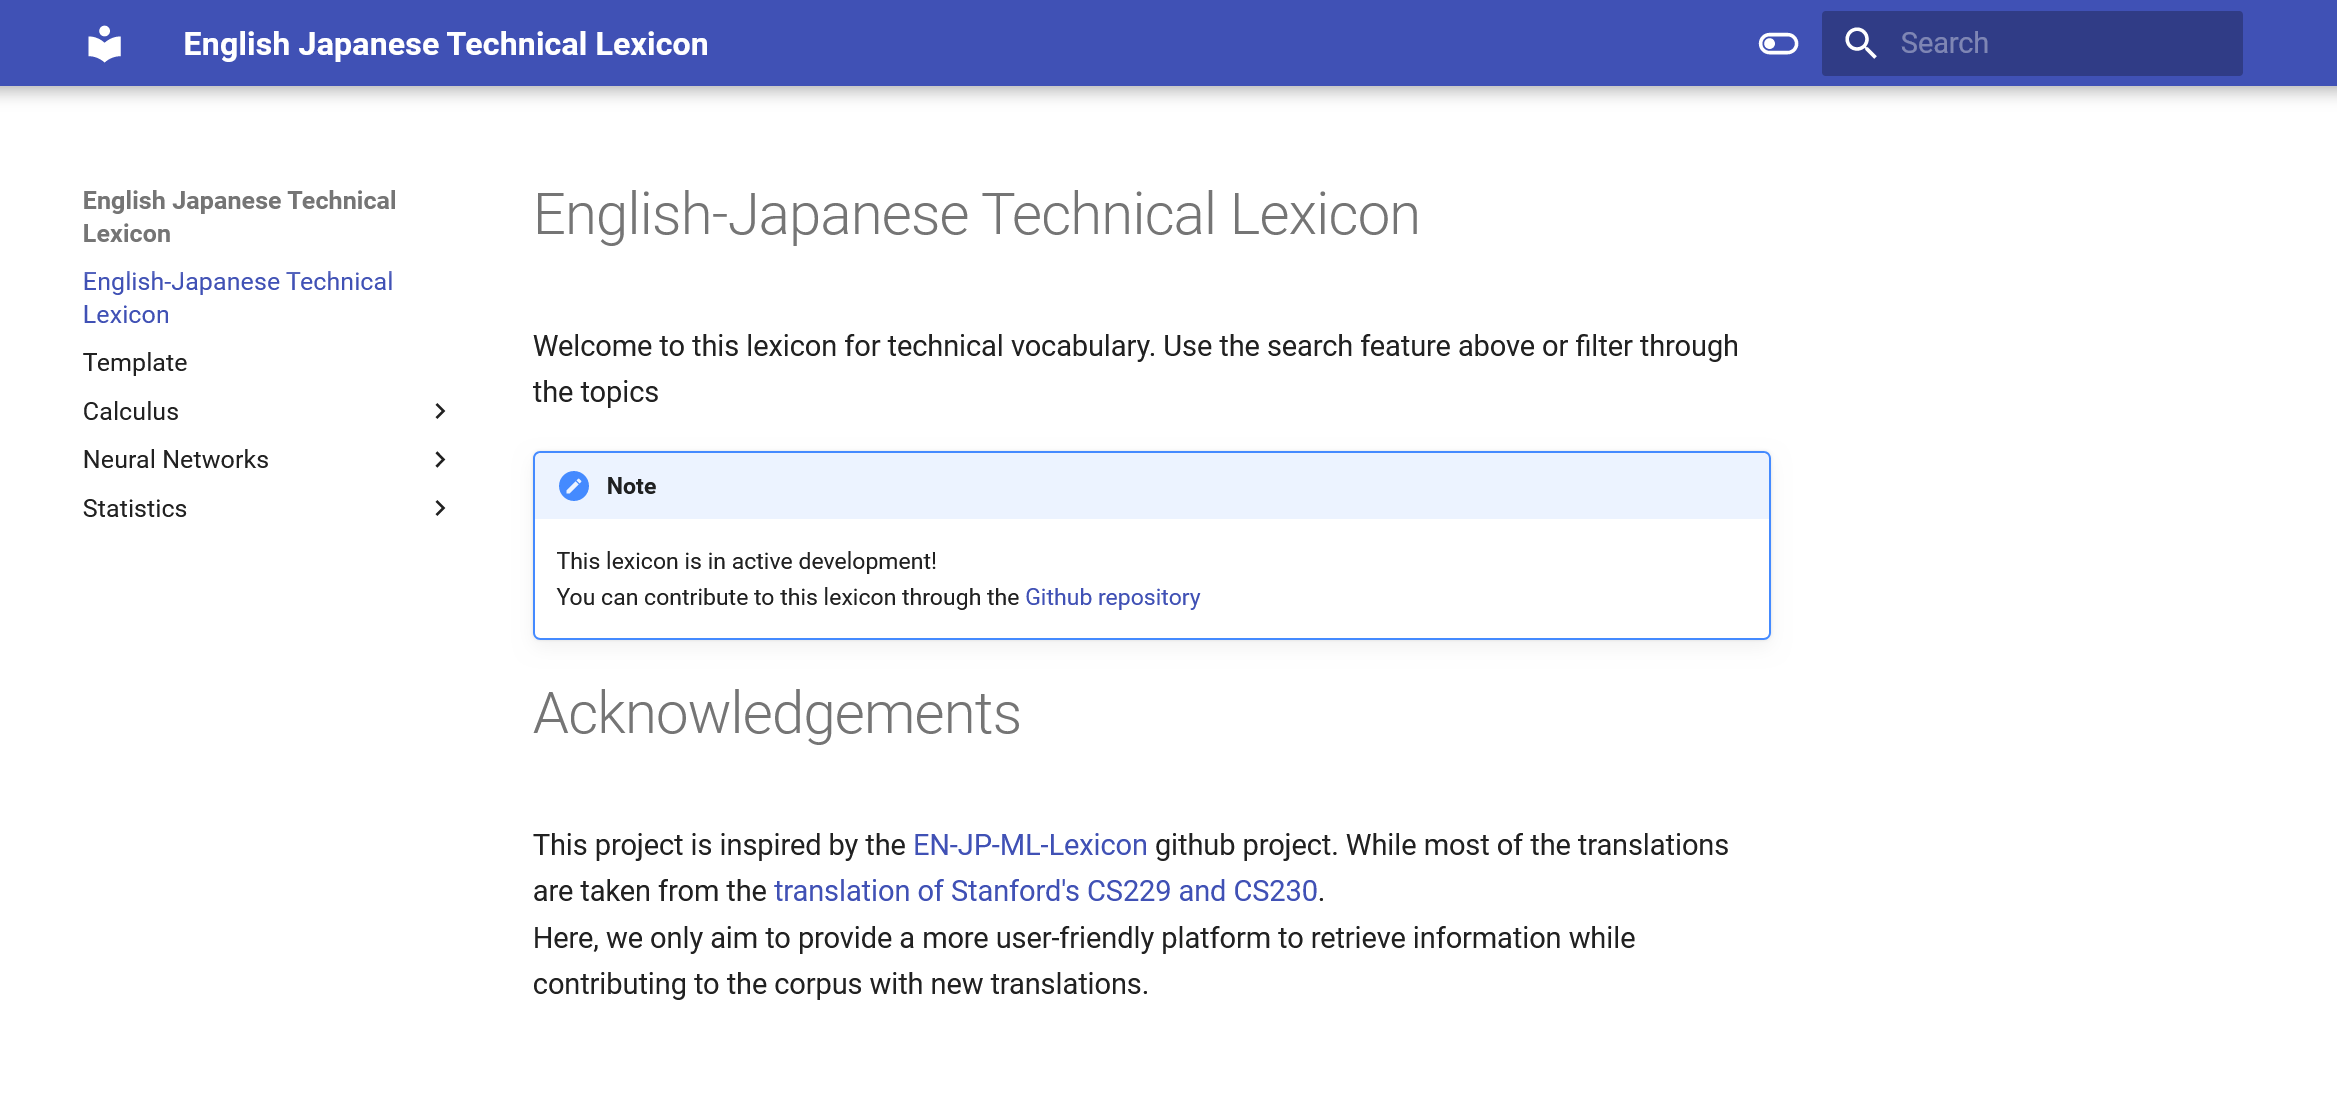 English Japanese Technical Lexicon
Search
English Japanese Technical
Lexicon
English-Japanese Technical
Lexicon
Template
Calculus
Neural Networks
Statistics
English-Japanese Technical Lexicon
Welcome to this lexicon for technical vocabulary. Use the search feature above or filter through
the topics
Note
This lexicon is in active development!
You can contribute to this lexicon through the Github repository
Acknowledgements
This project is inspired by the EN-JP-ML-Lexicon github project. While most of the translations
are taken from the translation of Stanford's CS229 and CS230.
Here, we only aim to provide a more user-friendly platform to retrieve information while
contributing to the corpus with new translations.